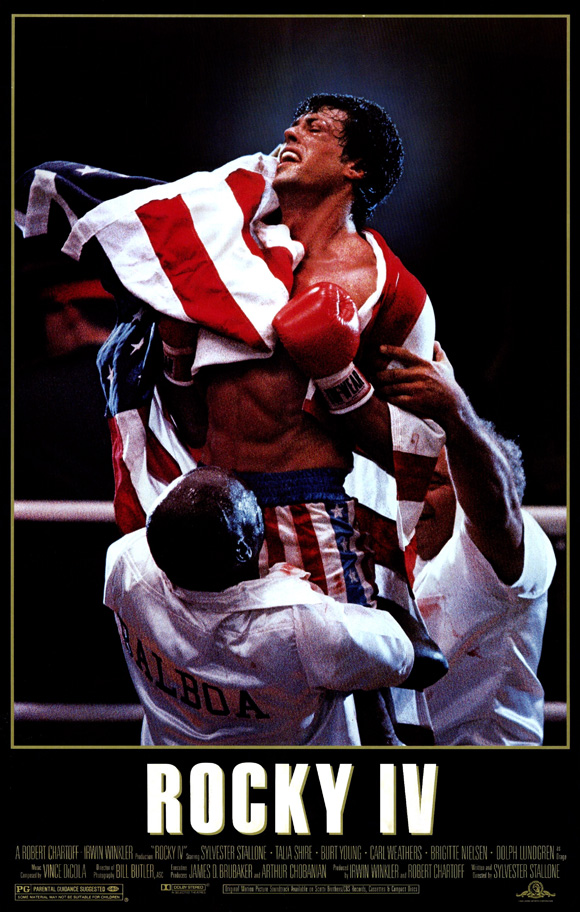 EVERLAST
BALBOA
ROCKY IV
A ROBERT CHARTOFF - IRWIN WINKLER Production "ROCKY IV" Starring SYLVESTER STALLONE • TALIA SHIRE • BURT YOUNG • CARL WEATHERS • BRIGITTE NIELSEN • DOLPH LUNDGREN as Drago
Music Composed by VINCE DiCOLA Director of Photography BILL BUTLER, ASC Executive Producers JAMES D. BRUBAKER and ARTHUR CHOBANIAN Produced by IRWIN WINKLER and ROBERT CHARTOFF Written and Directed by SYLVESTER STALLONE
PG PARENTAL GUIDANCE SUGGESTED
SOME MATERIAL MAY NOT BE SUITABLE FOR CHILDREN
DOLBY STEREO
Original Motion Picture Soundtrack Available on Scotti Brothers/CBS Records, Cassettes & Compact Discs
MGM